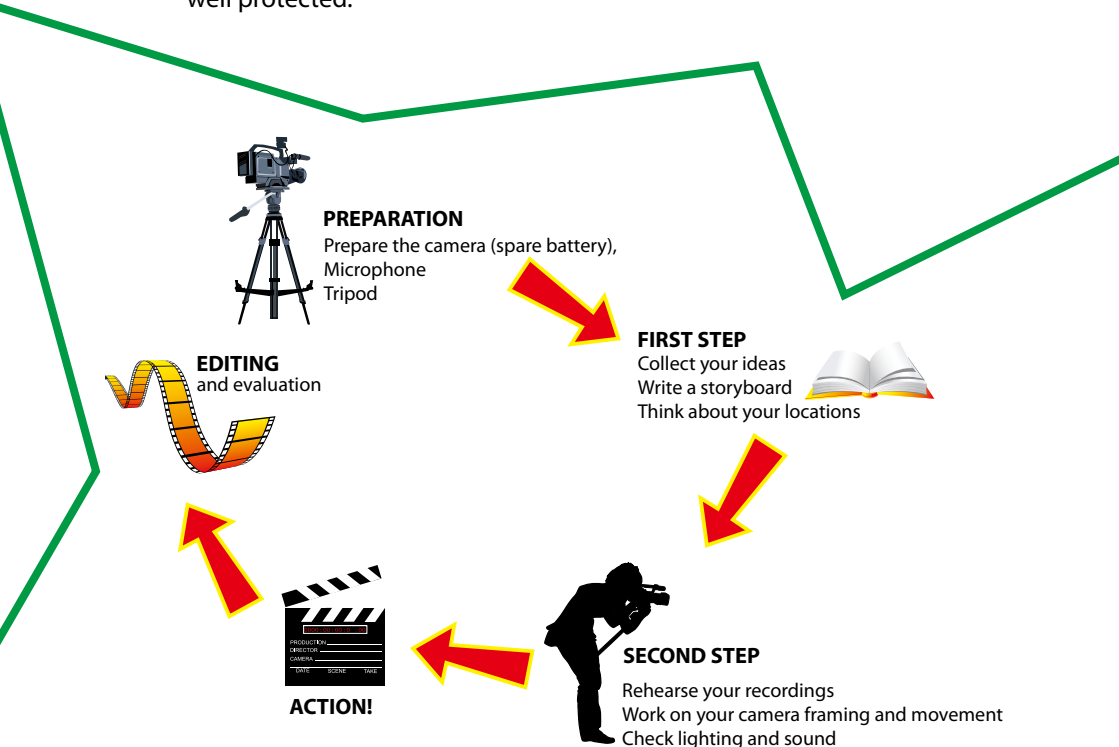 well protected.
PREPARATION
Prepare the camera (spare battery),
Microphone
Tripod
FIRST STEP
Collect your ideas
Write a storyboard
Think about your locations
SECOND STEP
Rehearse your recordings
Work on your camera framing and movement
Check lighting and sound
PRODUCTION
DIRECTOR
CAMERA
DATE SCENE TAKE
ACTION!
EDITING
and evaluation